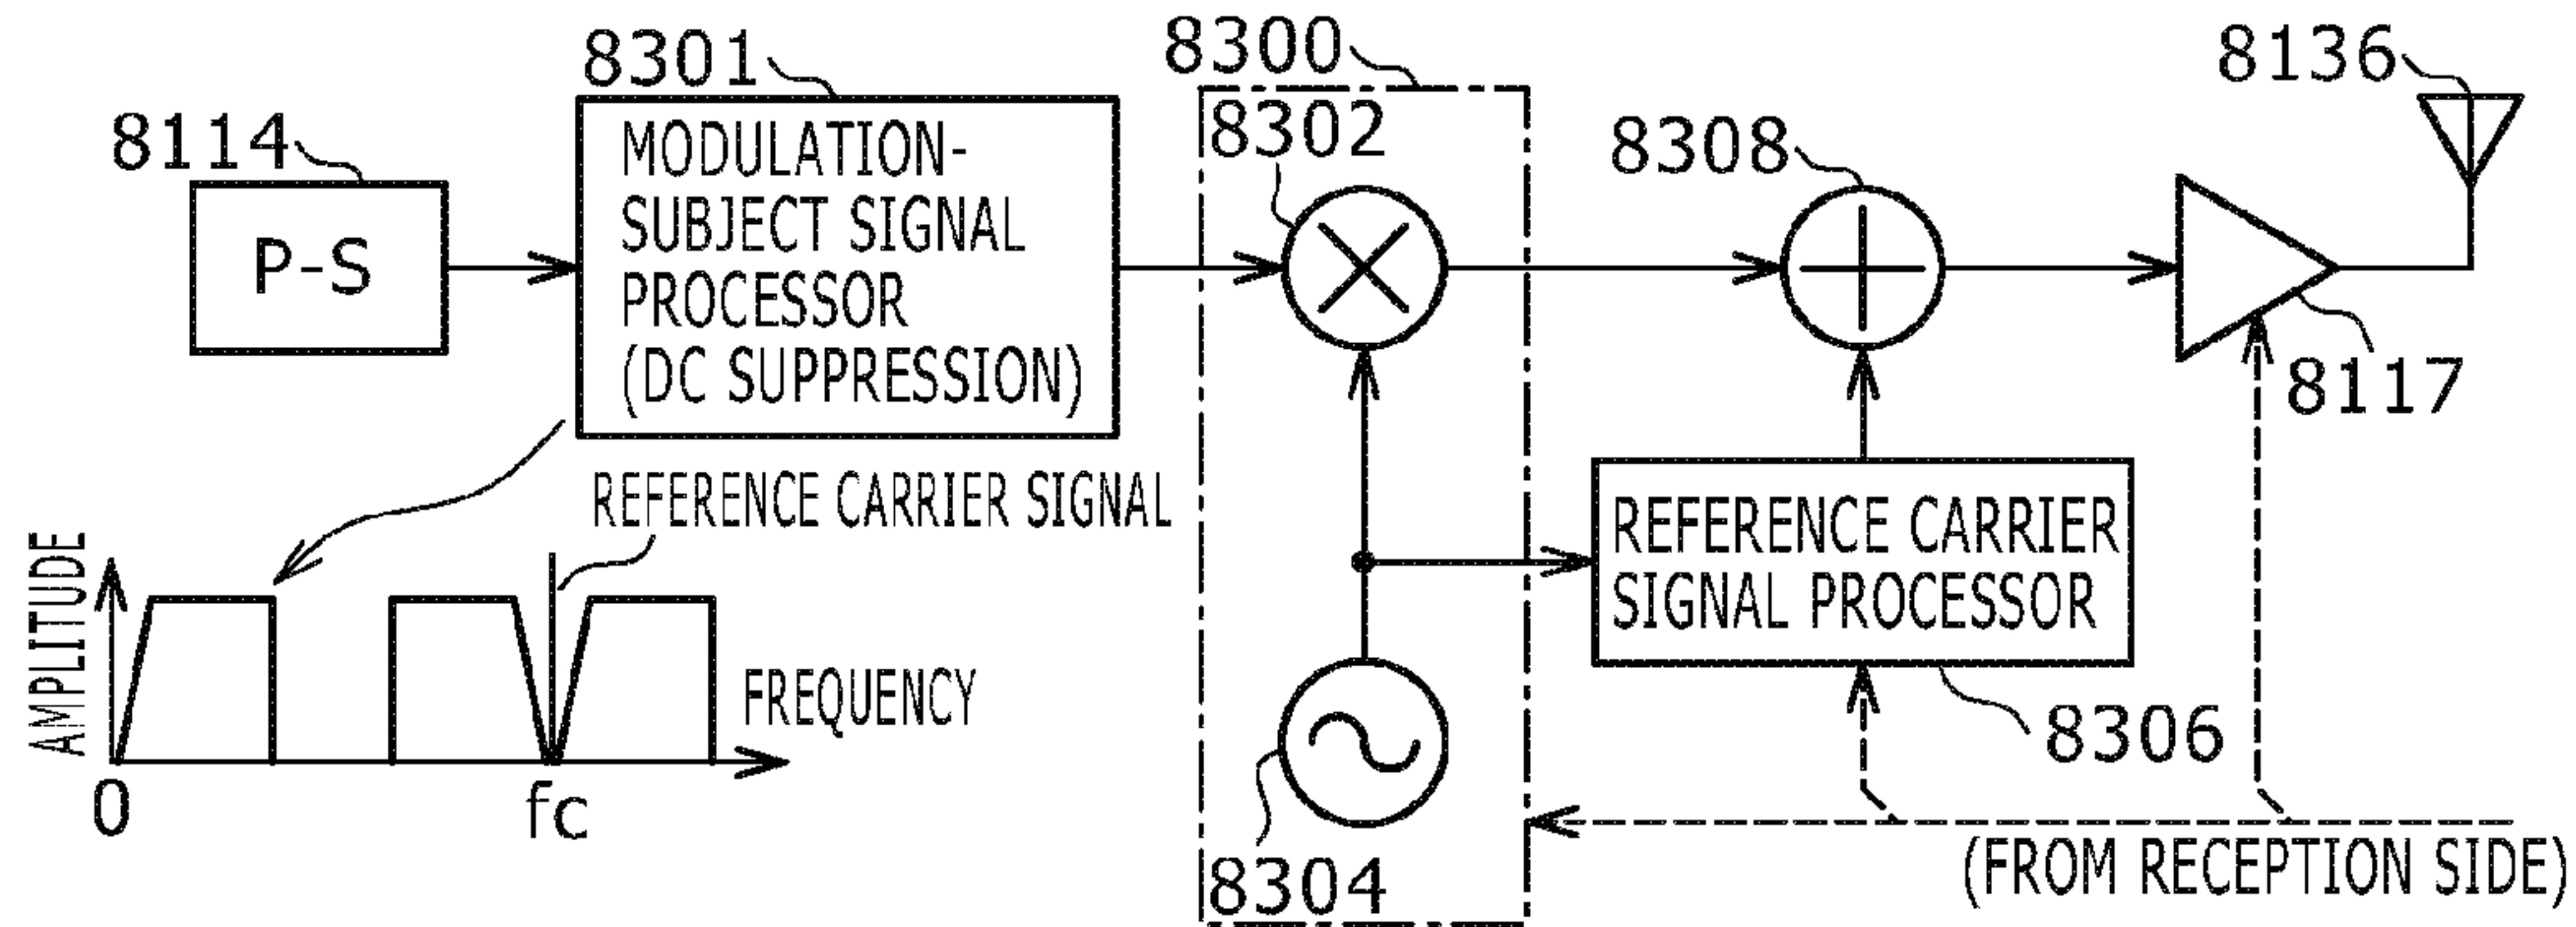 8301
8300
8136
8114
MODULATION-
SUBJECT SIGNAL
PROCESSOR
(DC SUPPRESSION)
8302
8308
P-S
8117
REFERENCE CARRIER SIGNAL
REFERENCE CARRIER
SIGNAL PROCESSOR
AMPLITUDE
FREQUENCY
0
fc
8306
8304
(FROM RECEPTION SIDE)